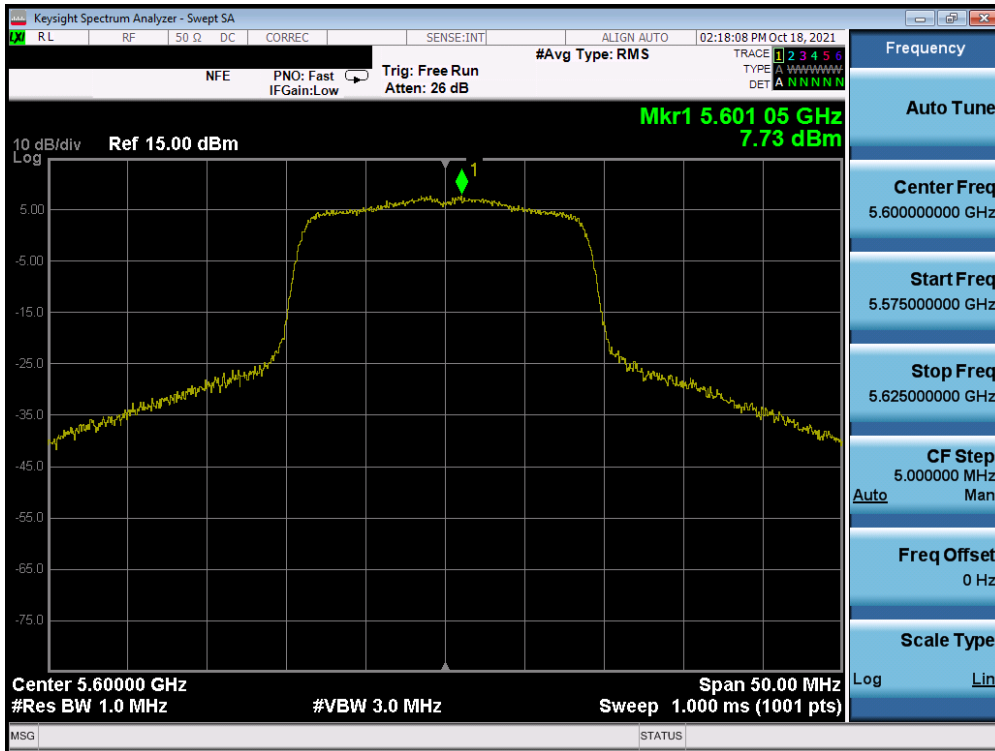 Keysight Spectrum Analyzer - Swept SA
LXI RL RF 50 Ω DC CORREC SENSE:INT ALIGN AUTO 02:18:08 PM Oct 18, 2021
#Avg Type: RMS TRACE 1 2 3 4 5 6
NFE PNO: Fast Trig: Free Run TYPE A WWWWW
IFGain:Low Atten: 26 dB DET A N N N N N
Mkr1 5.601 05 GHz
10 dB/div Ref 15.00 dBm 7.73 dBm
Log
1
5.00
-5.00
-15.0
-25.0
-35.0
-45.0
-55.0
-65.0
-75.0
Center 5.60000 GHz Span 50.00 MHz
#Res BW 1.0 MHz #VBW 3.0 MHz Sweep 1.000 ms (1001 pts)
MSG STATUS
Frequency
Auto Tune
Center Freq
5.600000000 GHz
Start Freq
5.575000000 GHz
Stop Freq
5.625000000 GHz
CF Step
5.000000 MHz
Auto Man
Freq Offset
0 Hz
Scale Type
Log Lin